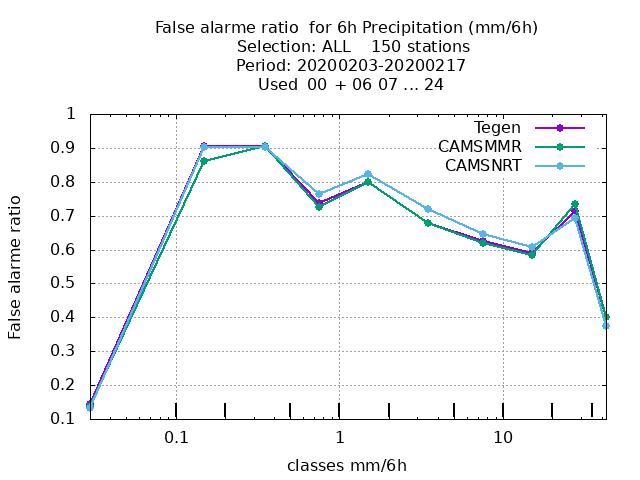 False alarme ratio  for 6h Precipitation (mm/6h)
Selection: ALL    150 stations
Period: 20200203-20200217
Used  00  + 06 07 ... 24
Tegen
CAMSMMR
CAMSNRT
False alarme ratio
1
0.9
0.8
0.7
0.6
0.5
0.4
0.3
0.2
0.1
0.1 1 10
classes mm/6h